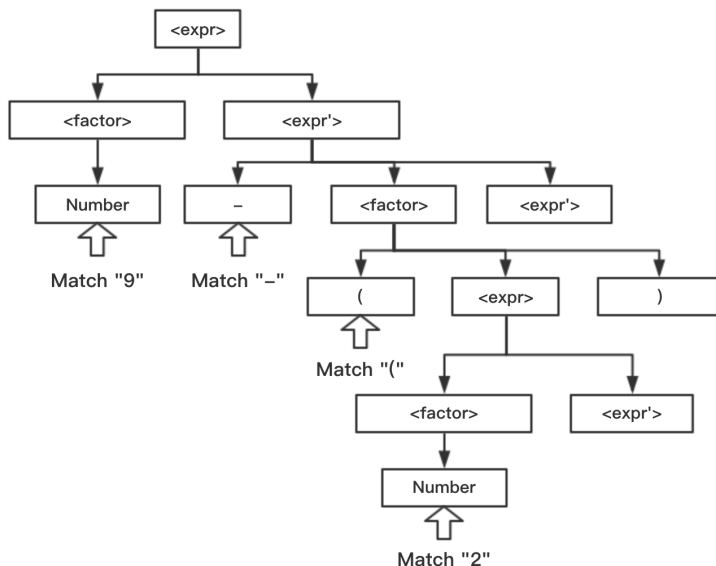 <expr>
<factor>
<expr'>
Number
–
<factor>
<expr'>
Match "9"
Match "–"
(
<expr>
)
Match "("
<factor>
<expr'>
Number
Match "2"